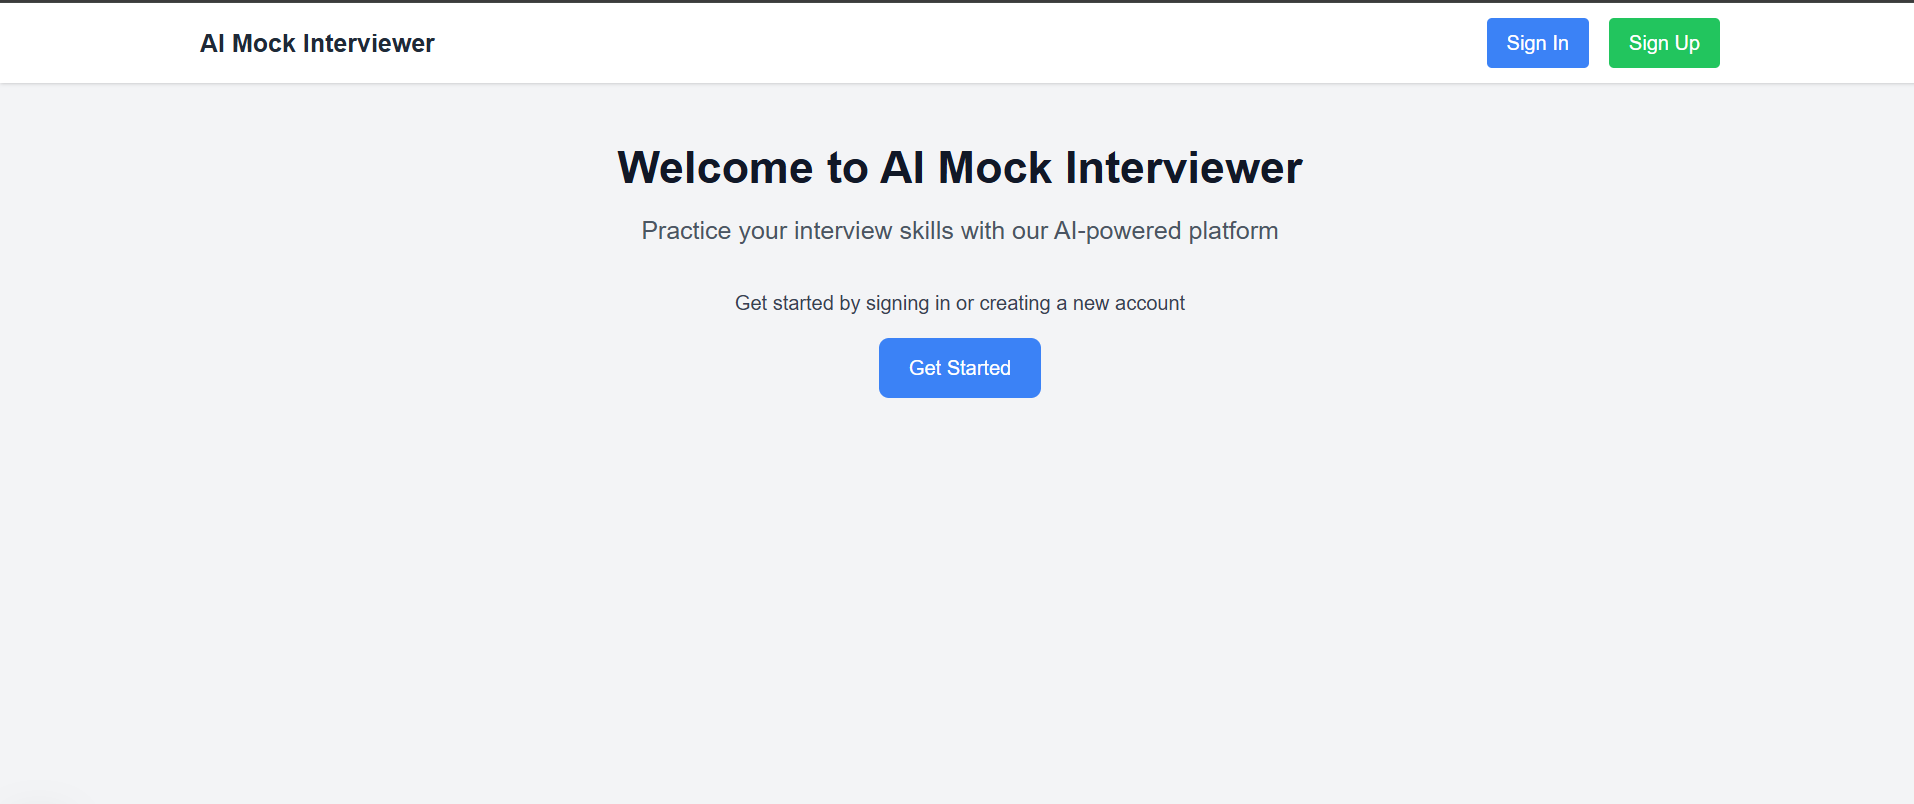 AI Mock Interviewer
Sign In
Sign Up
Welcome to AI Mock Interviewer
Practice your interview skills with our AI-powered platform
Get started by signing in or creating a new account
Get Started